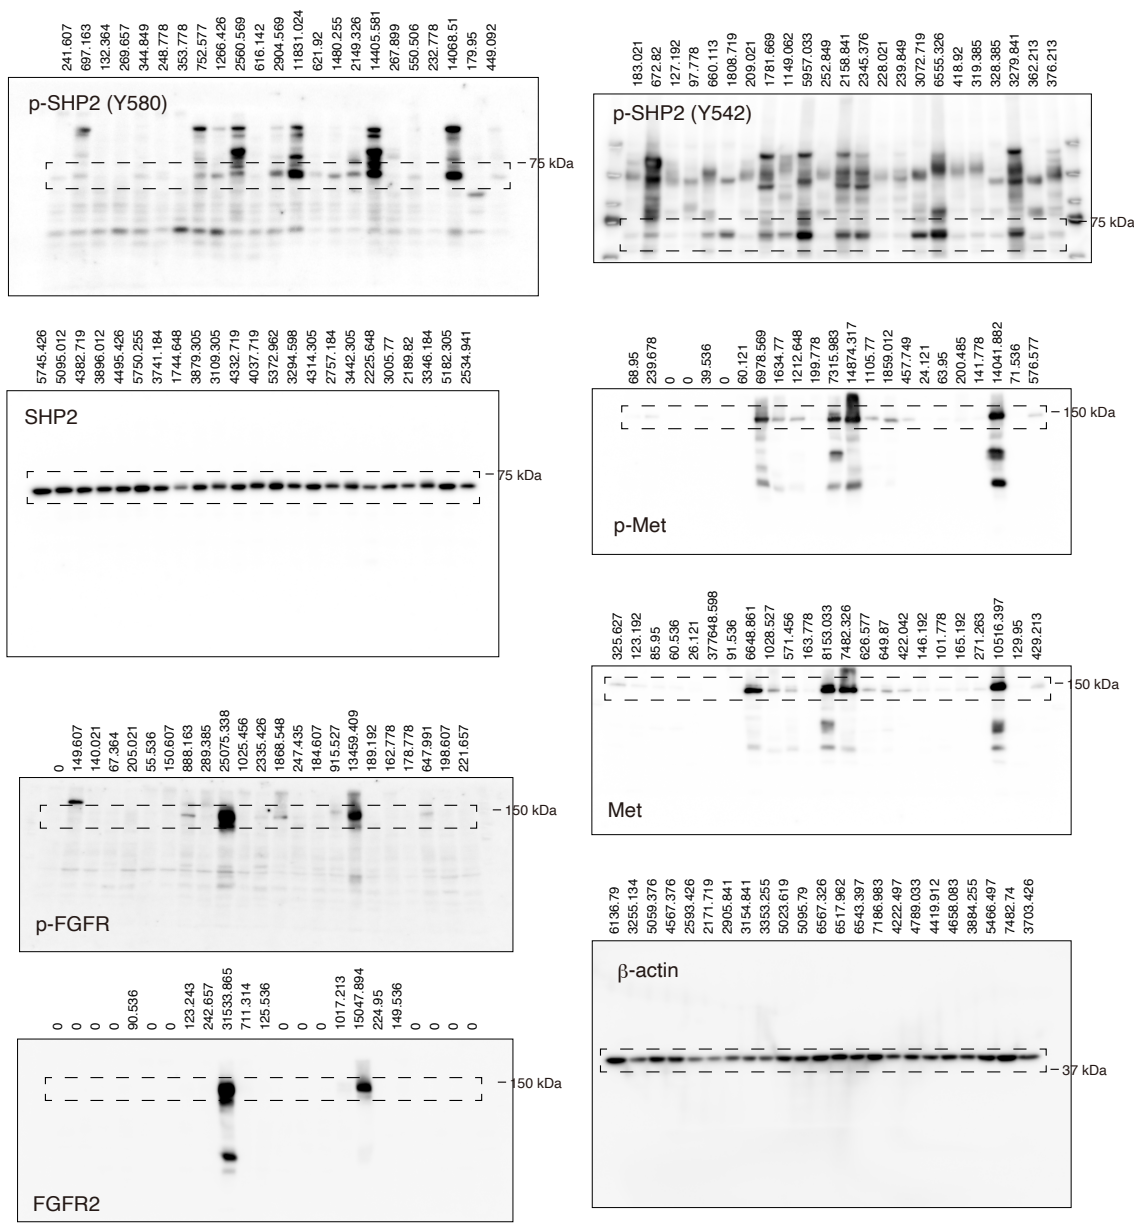 241.607 697.163 132.364 269.657 344.849 248.778 353.778 752.577 1266.426 2560.569 616.142 2904.569 11831.024 621.92 1480.255 2149.326 14405.581 267.899 550.506 232.778 14068.51 179.95 449.092
p-SHP2 (Y580)
75 kDa
183.021 672.82 127.192 97.778 660.113 1808.719 209.021 1781.669 1149.062 5957.033 252.849 2158.841 2345.376 228.021 239.849 3072.719 6555.326 418.92 319.385 328.385 3279.841 362.213 376.213
p-SHP2 (Y542)
75 kDa
5745.426 5095.012 4382.719 3896.012 4495.426 5750.255 3741.184 1744.648 3879.305 3109.305 4332.719 4037.719 5372.962 3294.598 4314.305 2757.184 3442.305 2225.648 3005.77 2189.82 3346.184 5182.305 2534.941
SHP2
75 kDa
68.95 239.678 0 0 39.536 0 60.121 6978.569 1634.77 1212.648 199.778 7315.983 14874.317 1105.77 1859.012 457.749 24.121 63.95 200.485 141.778 14041.882 71.536 576.577
150 kDa
p-Met
325.627 123.192 85.95 60.536 26.121 377648.598 91.536 6648.861 1028.527 571.456 163.778 8153.033 7482.326 626.577 649.87 422.042 146.192 101.778 165.192 271.263 10516.397 129.95 429.213
150 kDa
Met
0 149.607 140.021 67.364 205.021 55.536 150.607 888.163 289.385 25075.338 1025.456 2335.426 1868.548 247.435 184.607 915.527 13459.409 189.192 162.778 178.778 647.991 198.607 221.657
150 kDa
p-FGFR
6136.79 3255.134 5059.376 4567.376 2593.426 2171.719 2905.841 3154.841 3353.255 5023.619 5095.79 6567.326 6517.962 6543.397 7186.983 4222.497 4789.033 4419.912 4658.083 3884.255 5466.497 7482.74 3703.426
β-actin
37 kDa
0 0 0 0 90.536 0 0 123.243 242.657 31533.865 711.314 125.536 0 0 0 1017.213 15047.894 224.95 149.536 0 0 0 0
150 kDa
FGFR2